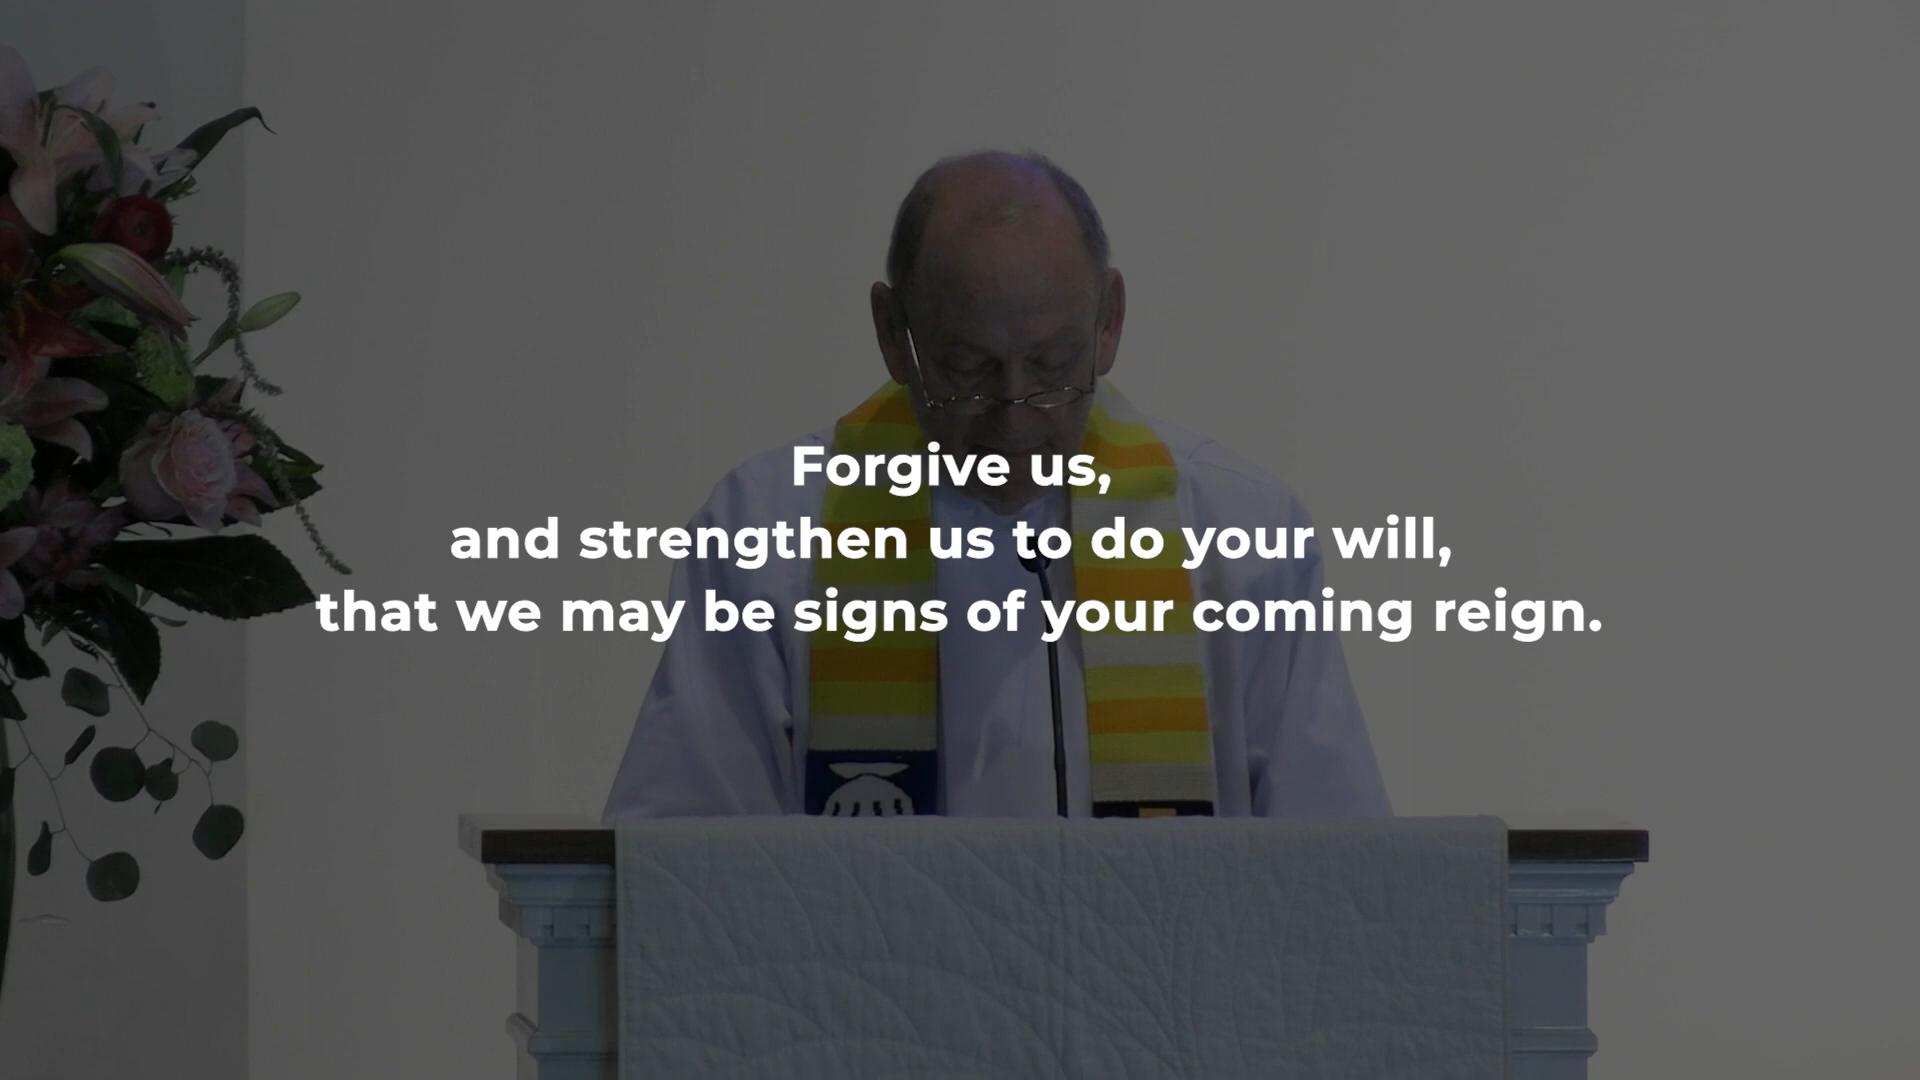 Forgive us,
and strengthen us to do your will,
that we may be signs of your coming reign.